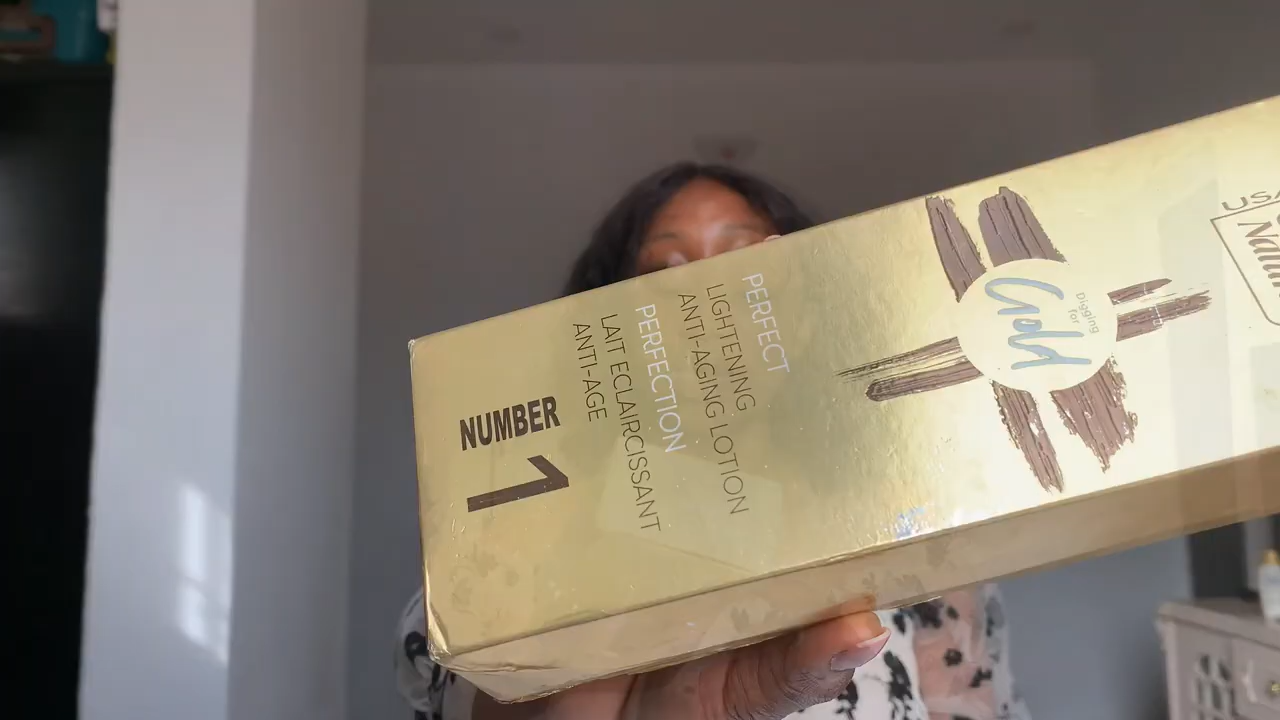 Digging
for
Gold
PERFECT
LIGHTENING
ANTI-AGING LOTION
PERFECTION
LAIT ECLAIRCISSANT
ANTI-AGE
NUMBER
1